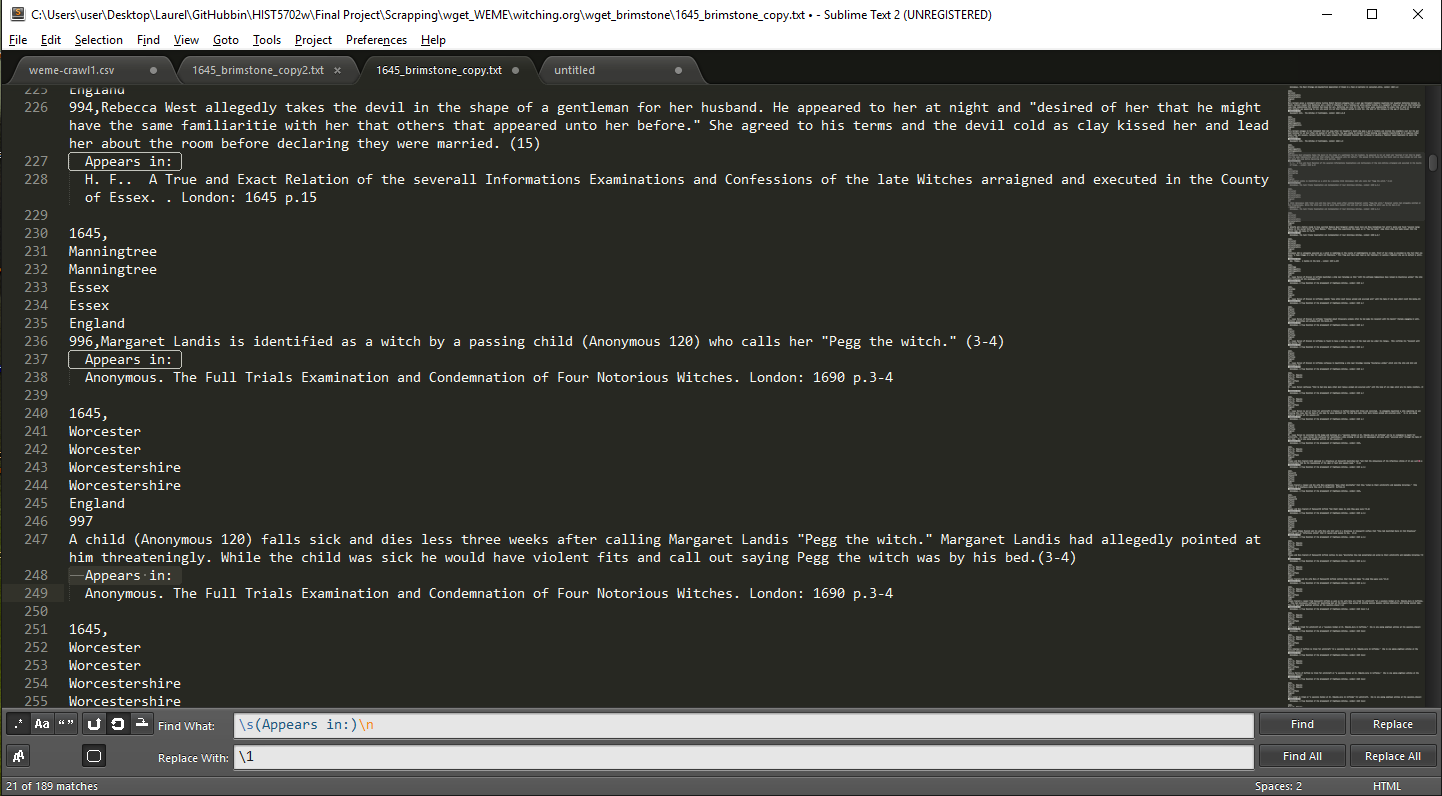 C:\Users\user\Desktop\Laurel\GitHubbin\HIST5702w\Final Project\Scrapping\wget_WEME\witching.org\wget_brimstone\1645_brimstone_copy.txt • - Sublime Text 2 (UNREGISTERED)
File Edit Selection Find View Goto Tools Project Preferences Help
weme-crawl1.csv 1645_brimstone_copy2.txt × 1645_brimstone_copy.txt untitled
225 England
226 994,Rebecca West allegedly takes the devil in the shape of a gentleman for her husband. He appeared to her at night and "desired of her that he might
have the same familiaritie with her that others that appeared unto her before." She agreed to his terms and the devil cold as clay kissed her and lead
her about the room before declaring they were married. (15)
227 Appears in:
228 H. F.. A True and Exact Relation of the severall Informations Examinations and Confessions of the late Witches arraigned and executed in the County
of Essex. . London: 1645 p.15
229
230 1645,
231 Manningtree
232 Manningtree
233 Essex
234 Essex
235 England
236 996,Margaret Landis is identified as a witch by a passing child (Anonymous 120) who calls her "Pegg the witch." (3-4)
237 Appears in:
238 Anonymous. The Full Trials Examination and Condemnation of Four Notorious Witches. London: 1690 p.3-4
239
240 1645,
241 Worcester
242 Worcester
243 Worcestershire
244 Worcestershire
245 England
246 997
247 A child (Anonymous 120) falls sick and dies less three weeks after calling Margaret Landis "Pegg the witch." Margaret Landis had allegedly pointed at
him threateningly. While the child was sick he would have violent fits and call out saying Pegg the witch was by his bed.(3-4)
248 Appears in:
249 Anonymous. The Full Trials Examination and Condemnation of Four Notorious Witches. London: 1690 p.3-4
250
251 1645,
252 Worcester
253 Worcester
254 Worcestershire
255 Worcestershire
.* Aa “ ” Find What: \s(Appears in:)\n Find Replace
Replace With: \1 Find All Replace All
21 of 189 matches Spaces: 2 HTML